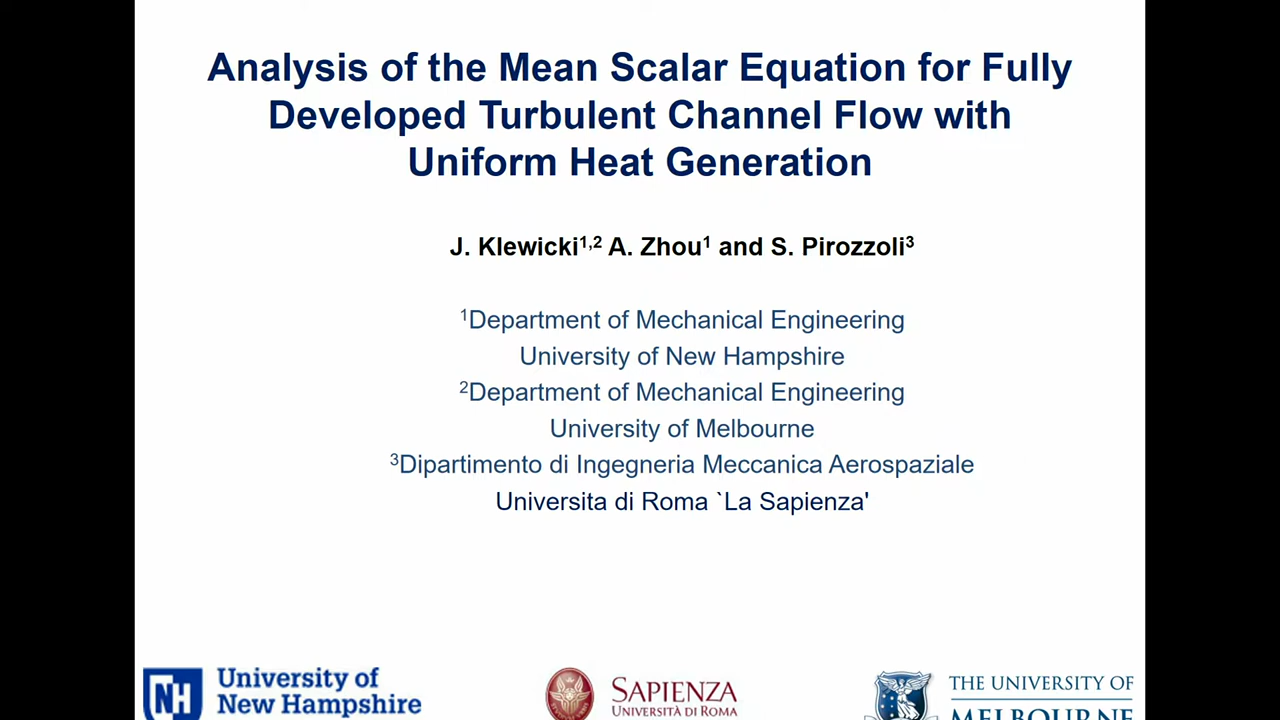 Analysis of the Mean Scalar Equation for Fully
Developed Turbulent Channel Flow with
Uniform Heat Generation
J. Klewicki¹,² A. Zhou¹ and S. Pirozzoli³
¹Department of Mechanical Engineering
University of New Hampshire
²Department of Mechanical Engineering
University of Melbourne
³Dipartimento di Ingegneria Meccanica Aerospaziale
Universita di Roma `La Sapienza'
NH
University of
New Hampshire
SAPIENZA
UNIVERSITÀ DI ROMA
THE UNIVERSITY OF
MELBOURNE